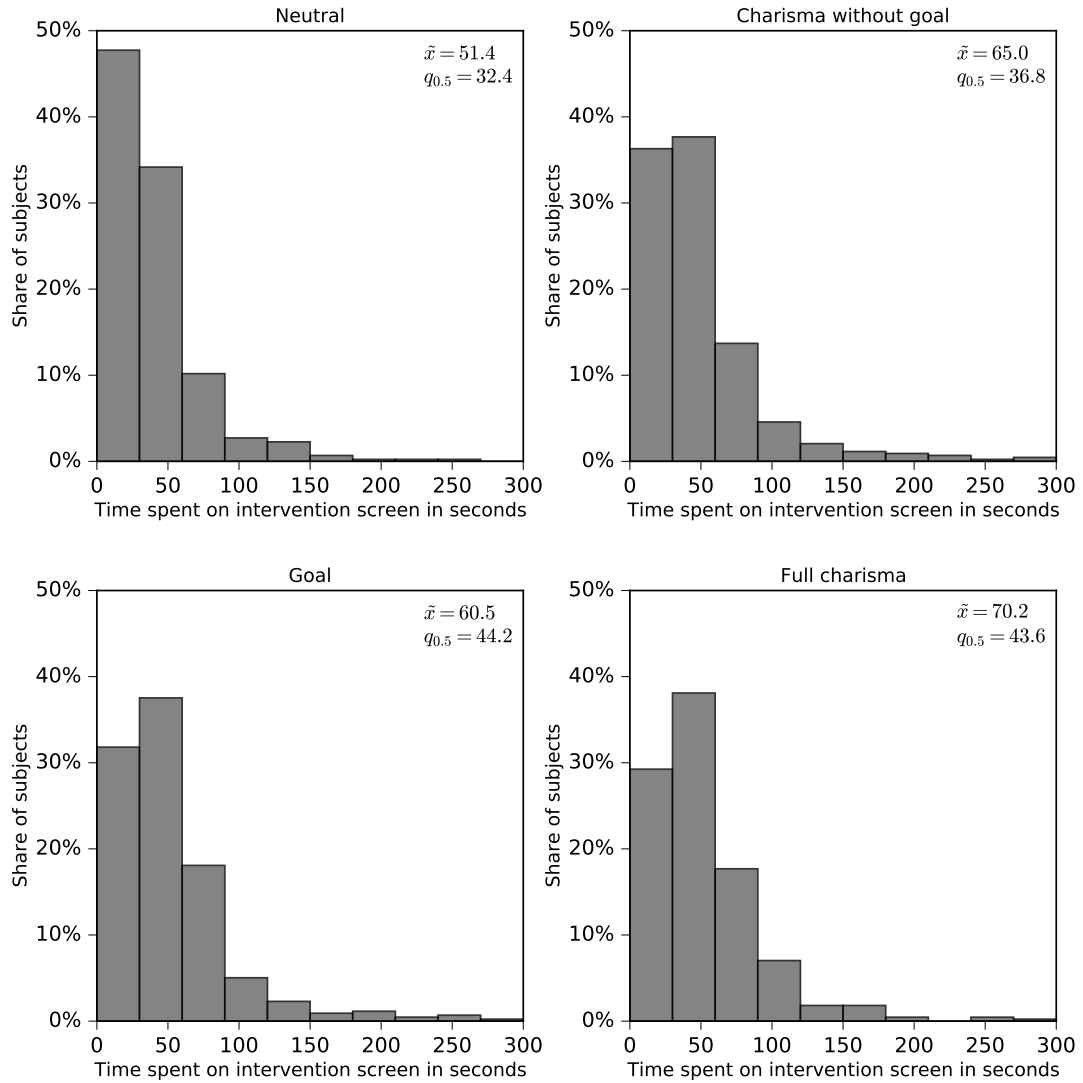 Neutral
50%
40%
30%
20%
10%
0%
Share of subjects
x̃ = 51.4
q0.5 = 32.4
0 50 100 150 200 250 300
Time spent on intervention screen in seconds
Charisma without goal
50%
40%
30%
20%
10%
0%
Share of subjects
x̃ = 65.0
q0.5 = 36.8
0 50 100 150 200 250 300
Time spent on intervention screen in seconds
Goal
50%
40%
30%
20%
10%
0%
Share of subjects
x̃ = 60.5
q0.5 = 44.2
0 50 100 150 200 250 300
Time spent on intervention screen in seconds
Full charisma
50%
40%
30%
20%
10%
0%
Share of subjects
x̃ = 70.2
q0.5 = 43.6
0 50 100 150 200 250 300
Time spent on intervention screen in seconds